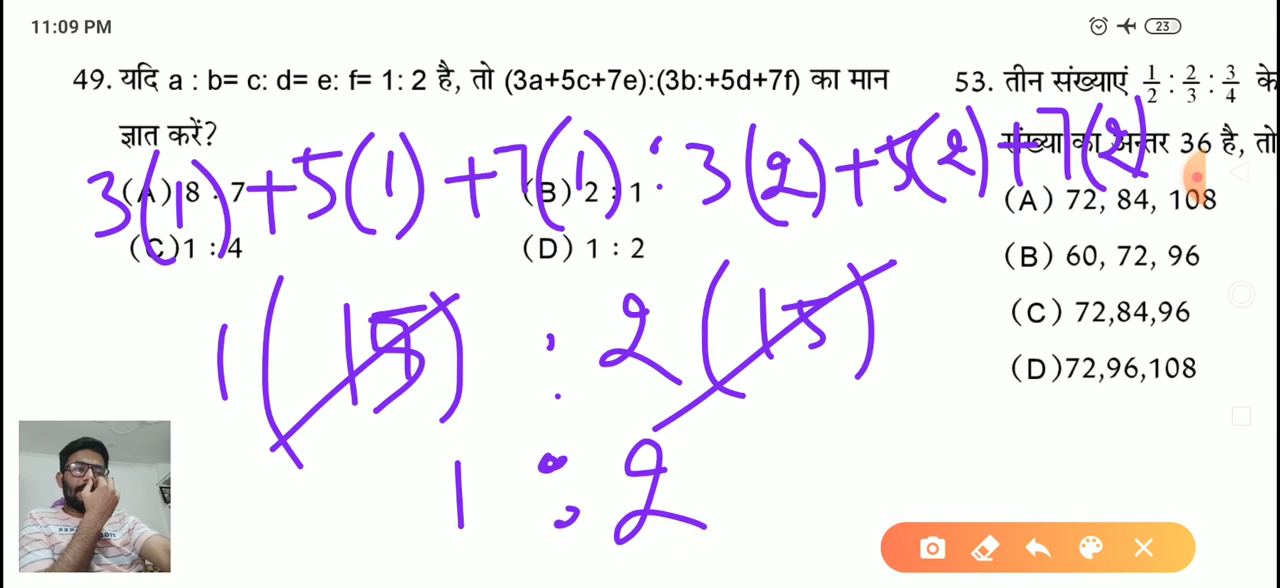 11:09 PM
23
49. यदि a : b= c: d= e: f= 1: 2 है, तो (3a+5c+7e):(3b:+5d+7f) का मान
ज्ञात करें?
(A) 8 : 7
(B) 2 : 1
(C) 1 : 4
(D) 1 : 2
3(1)+5(1)+7(1) : 3(2)+5(2)+7(2)
1(15) : 2(15)
1 : 2
53. तीन संख्याएं 1/2 : 2/3 : 3/4 के
संख्या का अन्तर 36 है, तो
(A) 72, 84, 108
(B) 60, 72, 96
(C) 72,84,96
(D)72,96,108